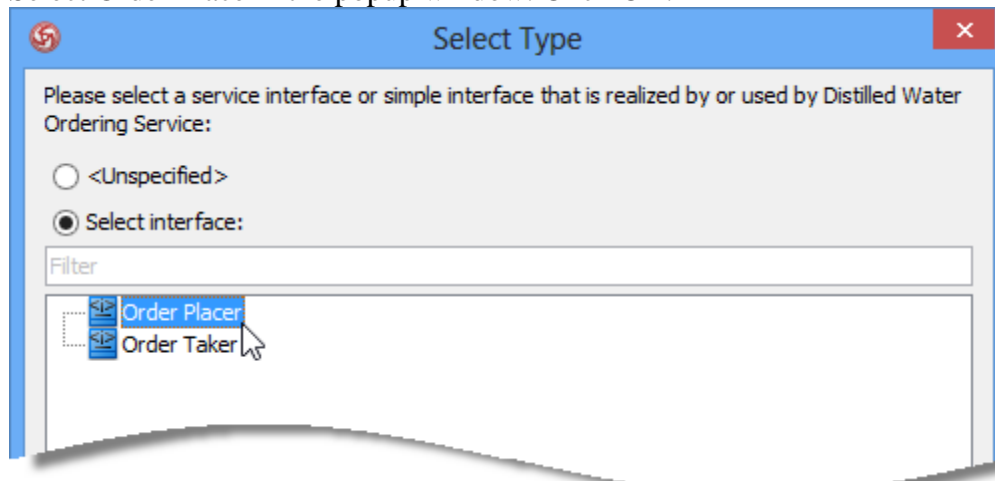 Select Type
Please select a service interface or simple interface that is realized by or used by Distilled Water
Ordering Service:
<Unspecified>
Select interface:
Filter
Order Placer
Order Taker